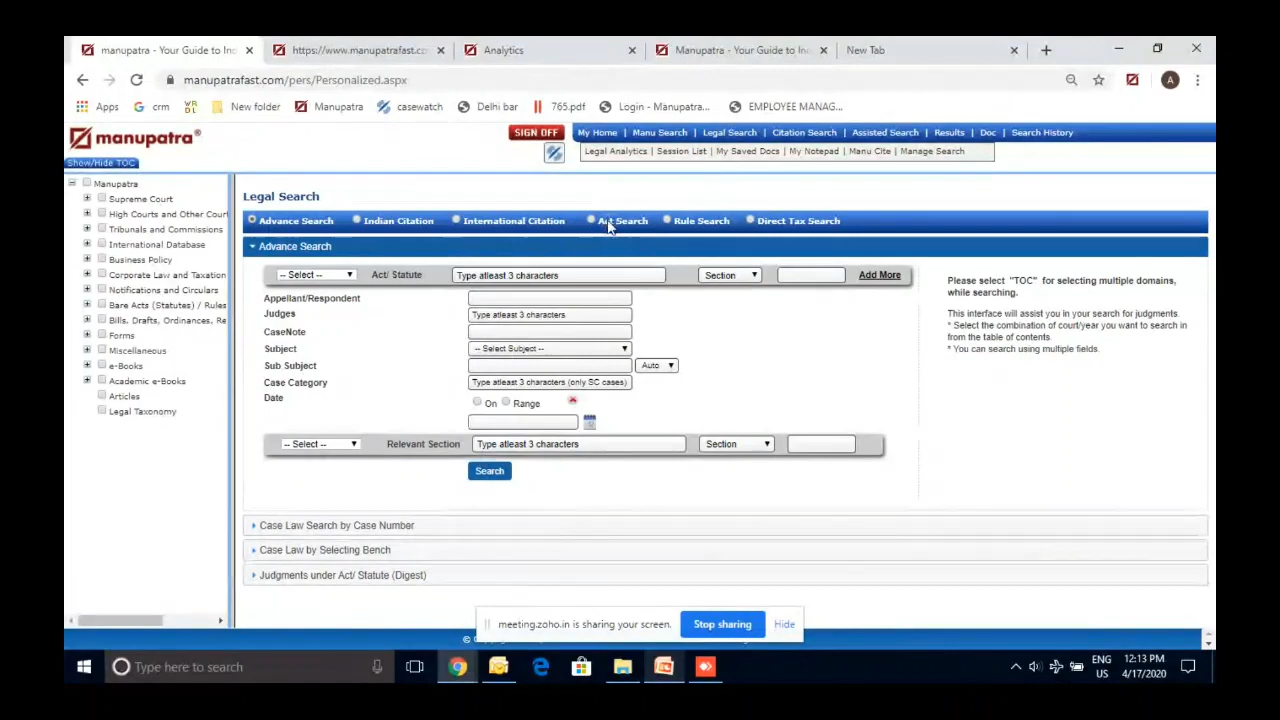 manupatra - Your Guide to Inc
https://www.manupatrafast.cc
Analytics
Manupatra - Your Guide to Inc
New Tab
manupatrafast.com/pers/Personalized.aspx
A
Apps
crm
New folder
Manupatra
casewatch
Delhi bar
765.pdf
Login - Manupatra...
EMPLOYEE MANAG...
manupatra®
SIGN OFF
My Home | Manu Search | Legal Search | Citation Search | Assisted Search | Results | Doc | Search History
Legal Analytics | Session List | My Saved Docs | My Notepad | Manu Cite | Manage Search
Show/Hide TOC
Manupatra
Supreme Court
High Courts and Other Court
Tribunals and Commissions
International Database
Business Policy
Corporate Law and Taxation
Notifications and Circulars
Bare Acts (Statutes) / Rules
Bills, Drafts, Ordinances, Re
Forms
Miscellaneous
e-Books
Academic e-Books
Articles
Legal Taxonomy
Legal Search
Advance Search
Indian Citation
International Citation
Act Search
Rule Search
Direct Tax Search
Advance Search
-- Select --
Act/ Statute
Type atleast 3 characters
Section
Add More
Appellant/Respondent
Judges
Type atleast 3 characters
CaseNote
Subject
-- Select Subject --
Sub Subject
Auto
Case Category
Type atleast 3 characters (only SC cases)
Date
On
Range
-- Select --
Relevant Section
Type atleast 3 characters
Section
Search
Please select "TOC" for selecting multiple domains,
while searching.
This interface will assist you in your search for judgments.
* Select the combination of court/year you want to search in
from the table of contents.
* You can search using multiple fields.
Case Law Search by Case Number
Case Law by Selecting Bench
Judgments under Act/ Statute (Digest)
meeting.zoho.in is sharing your screen.
Stop sharing
Hide
©
Type here to search
ENG
US
12:13 PM
4/17/2020